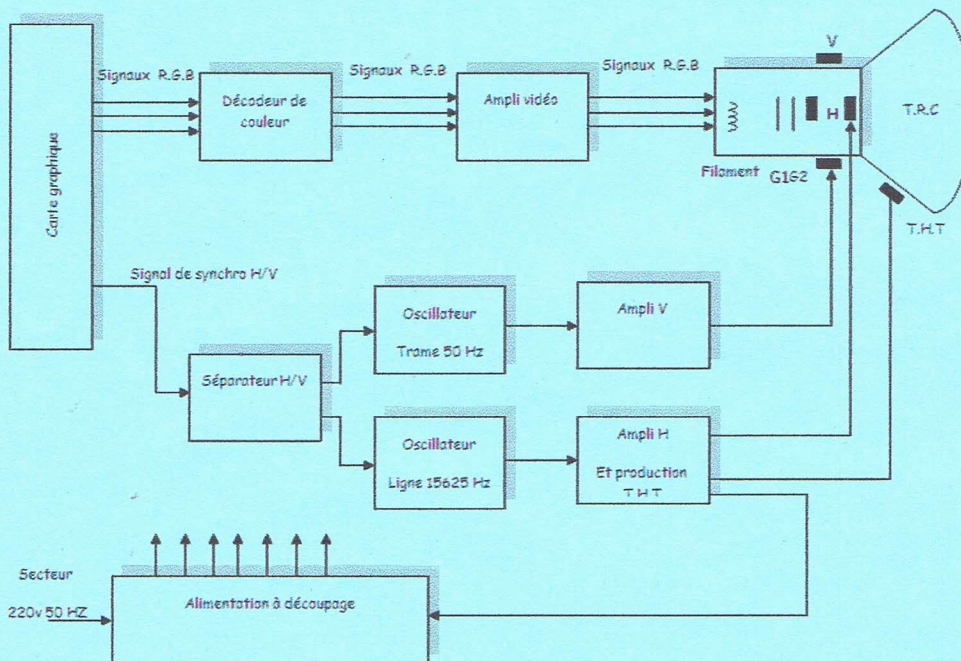 Signaux R.G.B
Signaux R.G.B
Signaux R.G.B
V
Décodeur de
couleur
Ampli vidéo
H
T.R.C
Carte graphique
Filament
G1G2
T.H.T
Signal de synchro H/V
Oscillateur
Trame 50 Hz
Ampli V
Séparateur H/V
Oscillateur
Ligne 15625 Hz
Ampli H
Et production
T.H.T
Secteur
220v 50 HZ
Alimentation à découpage